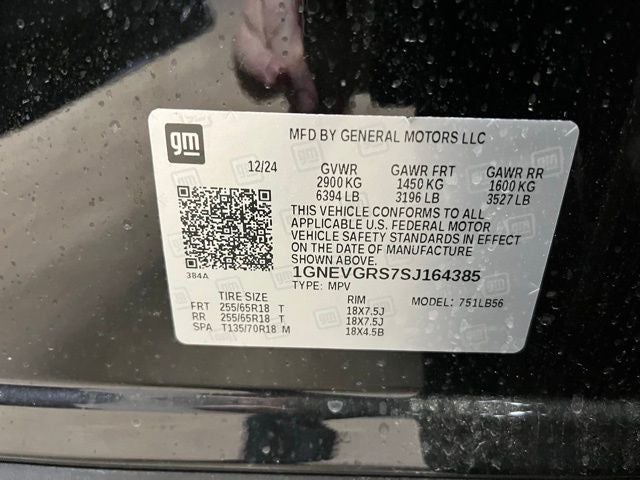 gm
MFD BY GENERAL MOTORS LLC
12/24 GVWR GAWR FRT GAWR RR
2900 KG 1450 KG 1600 KG
6394 LB 3196 LB 3527 LB
THIS VEHICLE CONFORMS TO ALL
APPLICABLE U.S. FEDERAL MOTOR
VEHICLE SAFETY STANDARDS IN EFFECT
ON THE DATE OF MANUFACTURE
SHOWN ABOVE.
384A 1GNEVGRS7SJ164385
TYPE: MPV
TIRE SIZE RIM MODEL: 751LB56
FRT 255/65R18 T 18X7.5J
RR 255/65R18 T 18X7.5J
SPA T135/70R18 M 18X4.5B